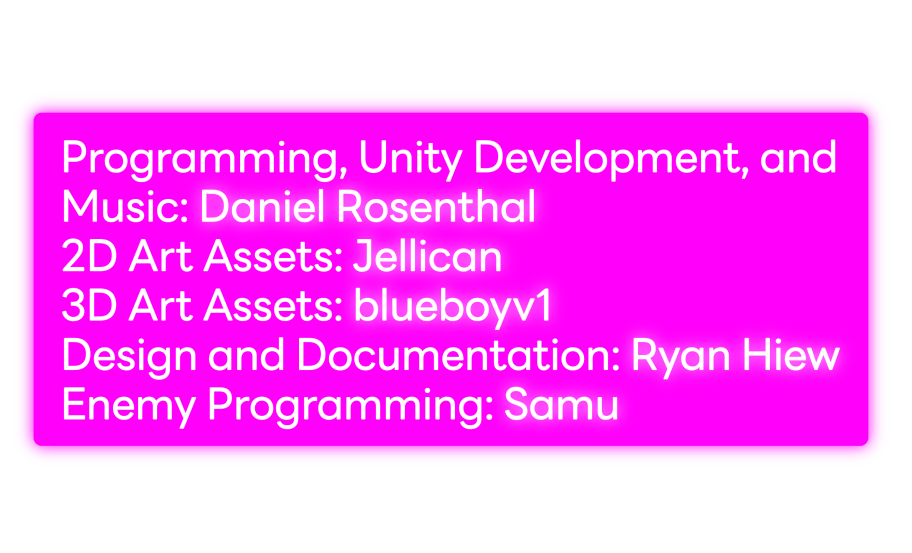 Programming, Unity Development, and
Music: Daniel Rosenthal
2D Art Assets: Jellican
3D Art Assets: blueboyv1
Design and Documentation: Ryan Hiew
Enemy Programming: Samu